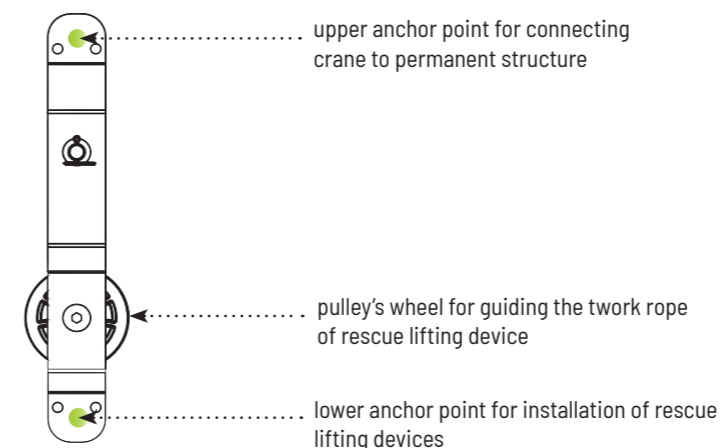 upper anchor point for connecting
crane to permanent structure
pulley's wheel for guiding the twork rope
of rescue lifting device
lower anchor point for installation of rescue
lifting devices